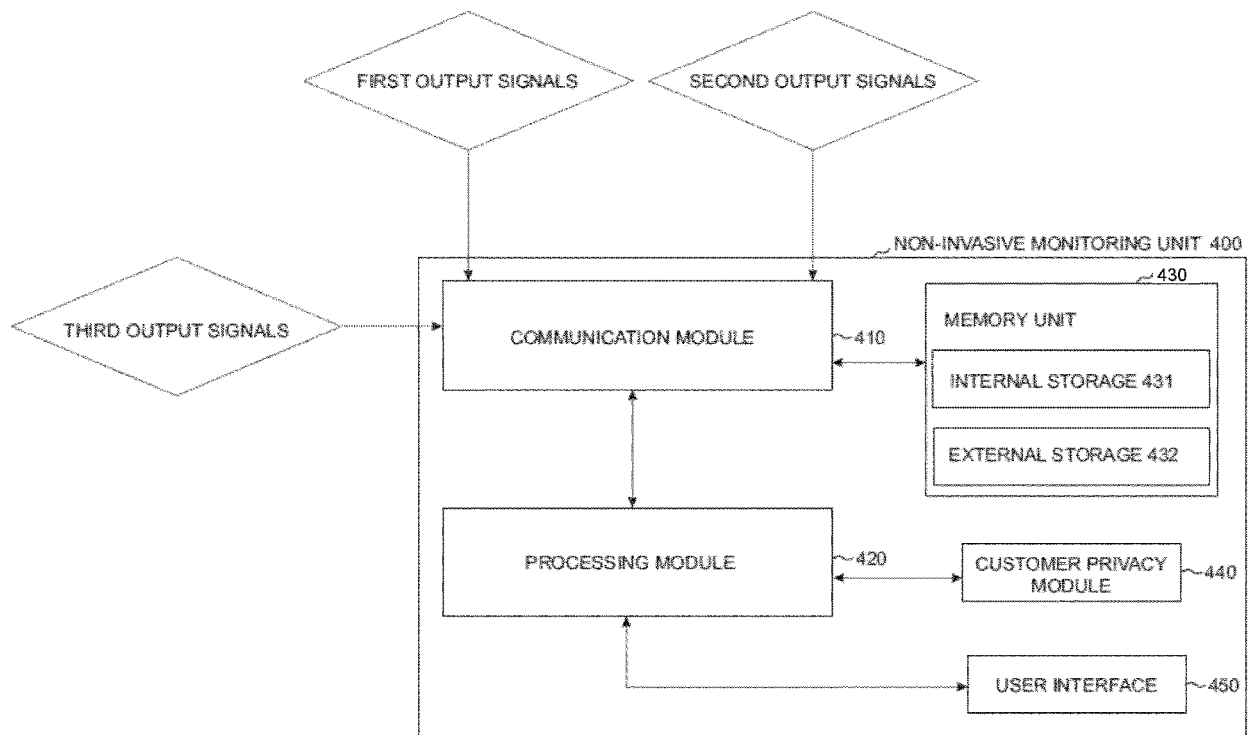 FIRST OUTPUT SIGNALS
SECOND OUTPUT SIGNALS
NON-INVASIVE MONITORING UNIT 400
THIRD OUTPUT SIGNALS
COMMUNICATION MODULE
410
430
MEMORY UNIT
INTERNAL STORAGE 431
EXTERNAL STORAGE 432
PROCESSING MODULE
420
CUSTOMER PRIVACY
MODULE
440
USER INTERFACE
450